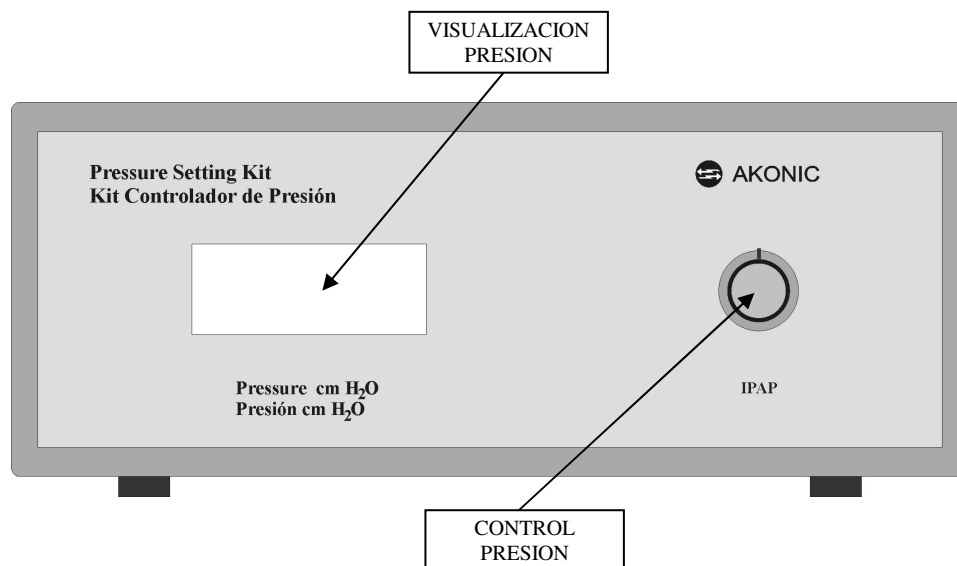 VISUALIZACION
PRESION
Pressure Setting Kit
Kit Controlador de Presión
AKONIC
Pressure cm H₂O
Presión cm H₂O
IPAP
CONTROL
PRESION